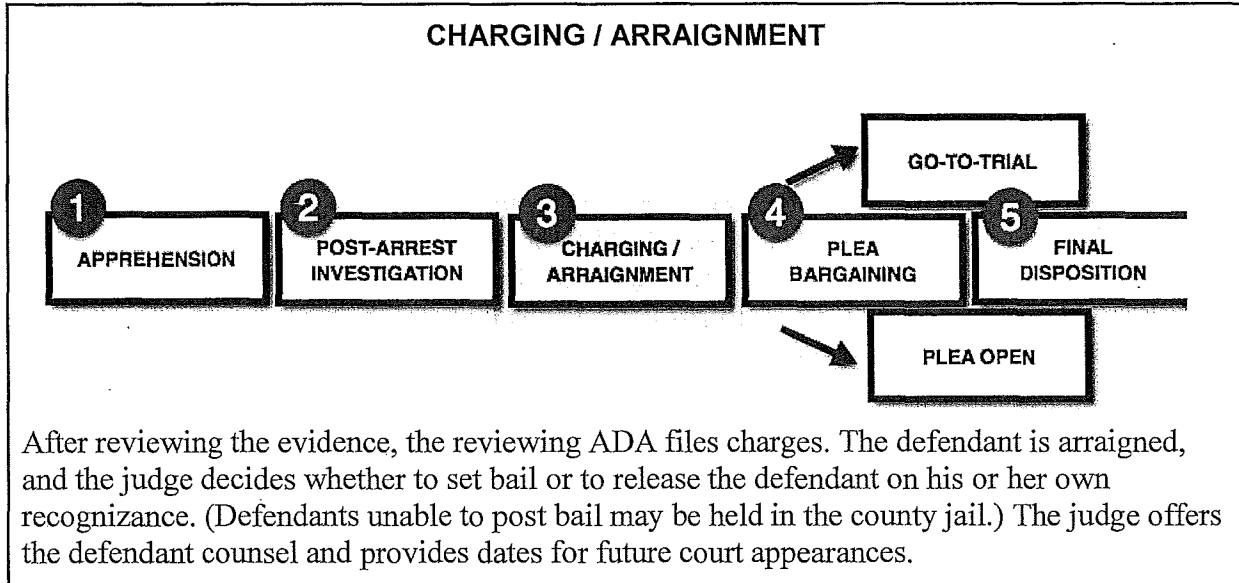 CHARGING / ARRAIGNMENT
GO-TO-TRIAL
1
APPREHENSION
2
POST-ARREST
INVESTIGATION
3
CHARGING /
ARRAIGNMENT
4
PLEA
BARGAINING
5
FINAL
DISPOSITION
PLEA OPEN
After reviewing the evidence, the reviewing ADA files charges. The defendant is arraigned,
and the judge decides whether to set bail or to release the defendant on his or her own
recognizance. (Defendants unable to post bail may be held in the county jail.) The judge offers
the defendant counsel and provides dates for future court appearances.